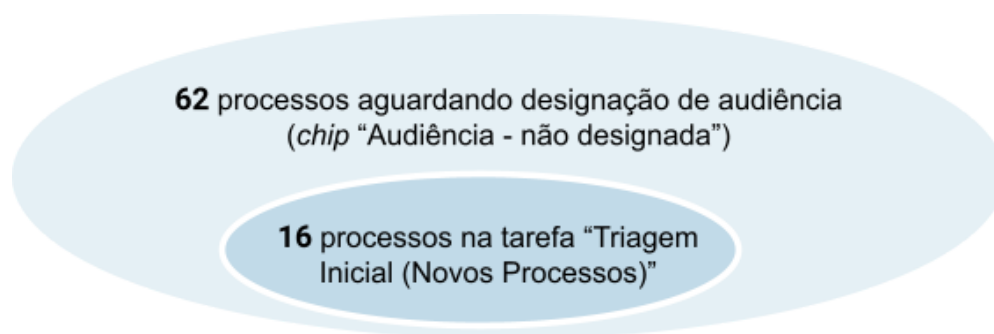 62 processos aguardando designação de audiência
(chip “Audiência - não designada”)
16 processos na tarefa “Triagem
Inicial (Novos Processos)”